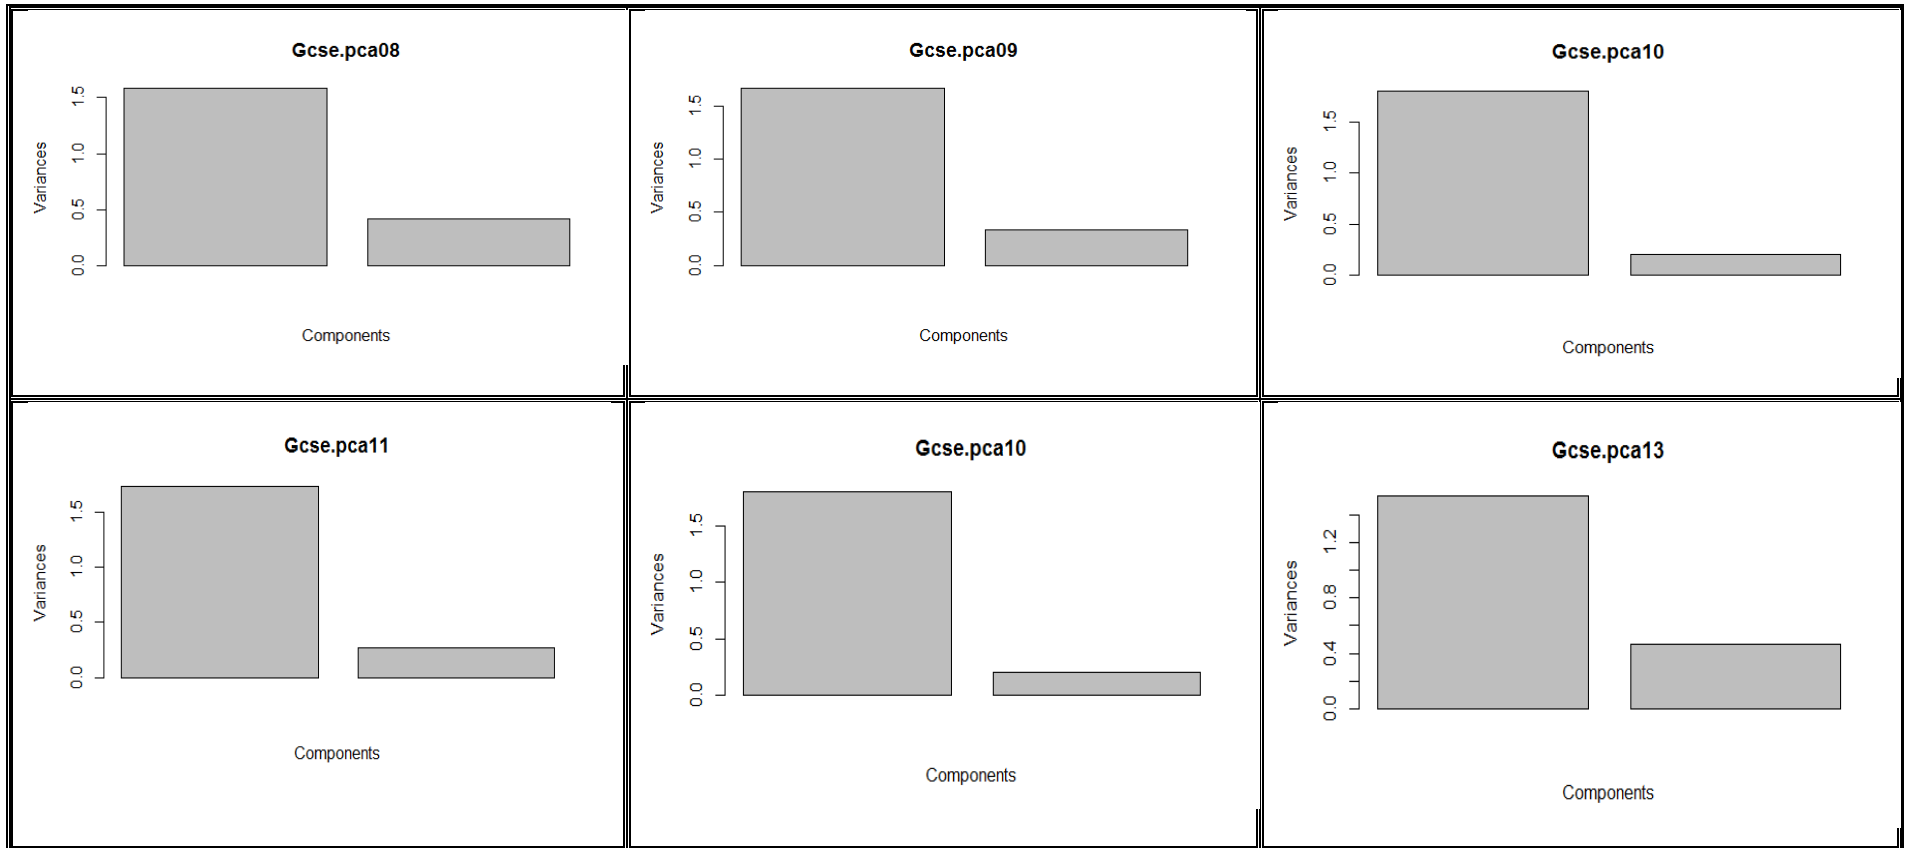 Gcse.pca08
Variances
1.5
1.0
0.5
0.0
Components
Gcse.pca09
Variances
1.5
1.0
0.5
0.0
Components
Gcse.pca10
Variances
1.5
1.0
0.5
0.0
Components
Gcse.pca11
Variances
1.5
1.0
0.5
0.0
Components
Gcse.pca10
Variances
1.5
1.0
0.5
0.0
Components
Gcse.pca13
Variances
1.2
0.8
0.4
0.0
Components